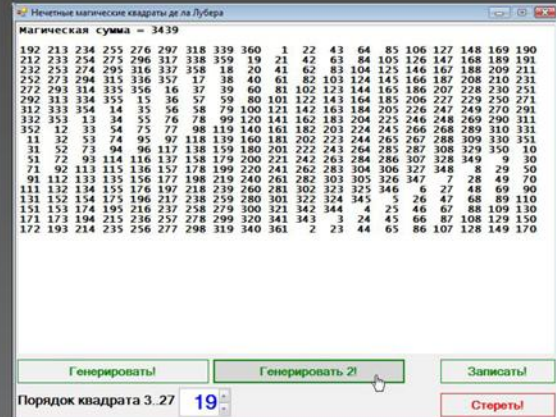 Нечетные магические квадраты де ла Лубера
Магическая сумма = 3439
192 213 234 255 276 297 318 339 360 1 22 43 64 85 106 127 148 169 190
212 233 254 275 296 317 338 359 19 21 42 63 84 105 126 147 168 189 191
232 253 274 295 316 337 358 18 20 41 62 83 104 125 146 167 188 209 211
252 273 294 315 336 357 17 38 40 61 82 103 124 145 166 187 208 210 231
272 293 314 335 356 16 37 39 60 81 102 123 144 165 186 207 228 230 251
292 313 334 355 15 36 57 59 80 101 122 143 164 185 206 227 229 250 271
312 333 354 14 35 56 58 79 100 121 142 163 184 205 226 247 249 270 291
332 353 13 34 55 76 78 99 120 141 162 183 204 225 246 248 269 290 311
352 12 33 54 75 77 98 119 140 161 182 203 224 245 266 268 289 310 331
11 32 53 74 95 97 118 139 160 181 202 223 244 265 267 288 309 330 351
31 52 73 94 96 117 138 159 180 201 222 243 264 285 287 308 329 350 10
51 72 93 114 116 137 158 179 200 221 242 263 284 286 307 328 349 9 30
71 92 113 115 136 157 178 199 220 241 262 283 304 306 327 348 8 29 50
91 112 133 135 156 177 198 219 240 261 282 303 305 326 347 7 28 49 70
111 132 134 155 176 197 218 239 260 281 302 323 325 346 6 27 48 69 90
131 152 154 175 196 217 238 259 280 301 322 324 345 5 26 47 68 89 110
151 153 174 195 216 237 258 279 300 321 342 344 4 25 46 67 88 109 130
171 173 194 215 236 257 278 299 320 341 343 3 24 45 66 87 108 129 150
172 193 214 235 256 277 298 319 340 361 2 23 44 65 86 107 128 149 170
Генерировать! Генерировать 2! Записать!
Порядок квадрата 3..27 19 Стереть!